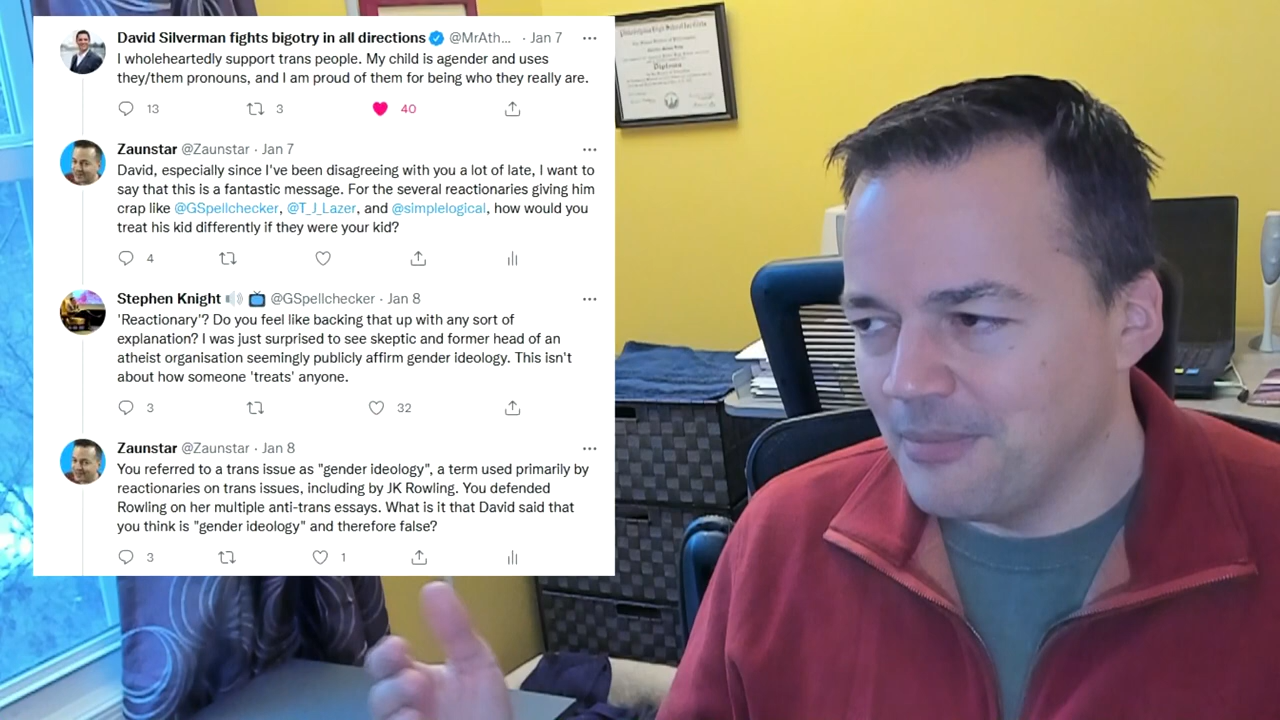 David Silverman fights bigotry in all directions @MrAth... · Jan 7 ...
I wholeheartedly support trans people. My child is agender and uses
they/them pronouns, and I am proud of them for being who they really are.
13 3 40
Zaunstar @Zaunstar · Jan 7 ...
David, especially since I've been disagreeing with you a lot of late, I want to
say that this is a fantastic message. For the several reactionaries giving him
crap like @GSpellchecker, @T_J_Lazer, and @simplelogical, how would you
treat his kid differently if they were your kid?
4
Stephen Knight 🔊 📺 @GSpellchecker · Jan 8 ...
'Reactionary'? Do you feel like backing that up with any sort of
explanation? I was just surprised to see skeptic and former head of an
atheist organisation seemingly publicly affirm gender ideology. This isn't
about how someone 'treats' anyone.
3 32
Zaunstar @Zaunstar · Jan 8 ...
You referred to a trans issue as "gender ideology", a term used primarily by
reactionaries on trans issues, including by JK Rowling. You defended
Rowling on her multiple anti-trans essays. What is it that David said that
you think is "gender ideology" and therefore false?
3 1
Diploma